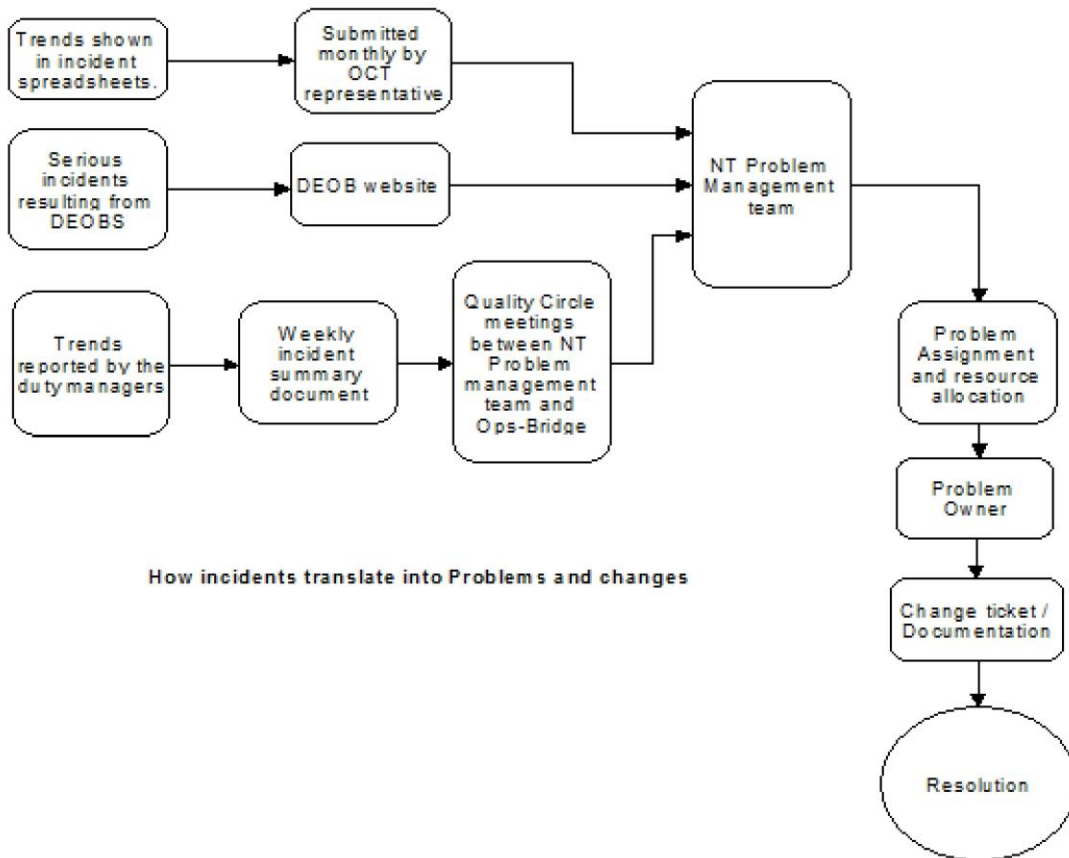 Trends shown
in incident
spreadsheets.
Submitted
monthly by
OCT
representative
Serious
incidents
resulting from
DEOBS
DEOB website
NT Problem
Management
team
Trends
reported by the
duty managers
Weekly
incident
summary
document
Quality Circle
meetings
between NT
Problem
management
team and
Ops-Bridge
Problem
Assignment
and resource
allocation
Problem
Owner
How incidents translate into Problems and changes
Change ticket /
Documentation
Resolution